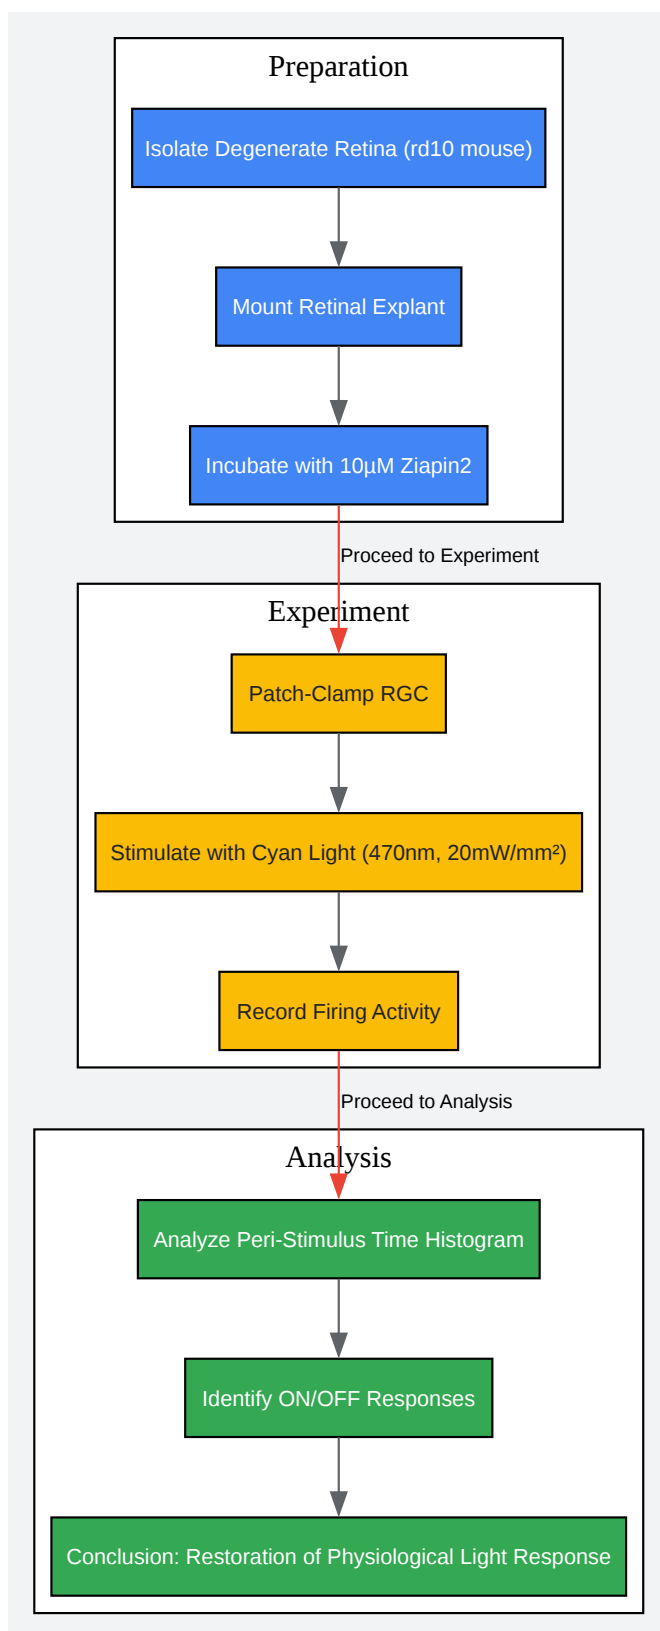 Preparation
Isolate Degenerate Retina (rd10 mouse)
Mount Retinal Explant
Incubate with 10µM Ziapin2
Proceed to Experiment
Experiment
Patch-Clamp RGC
Stimulate with Cyan Light (470nm, 20mW/mm²)
Record Firing Activity
Proceed to Analysis
Analysis
Analyze Peri-Stimulus Time Histogram
Identify ON/OFF Responses
Conclusion: Restoration of Physiological Light Response